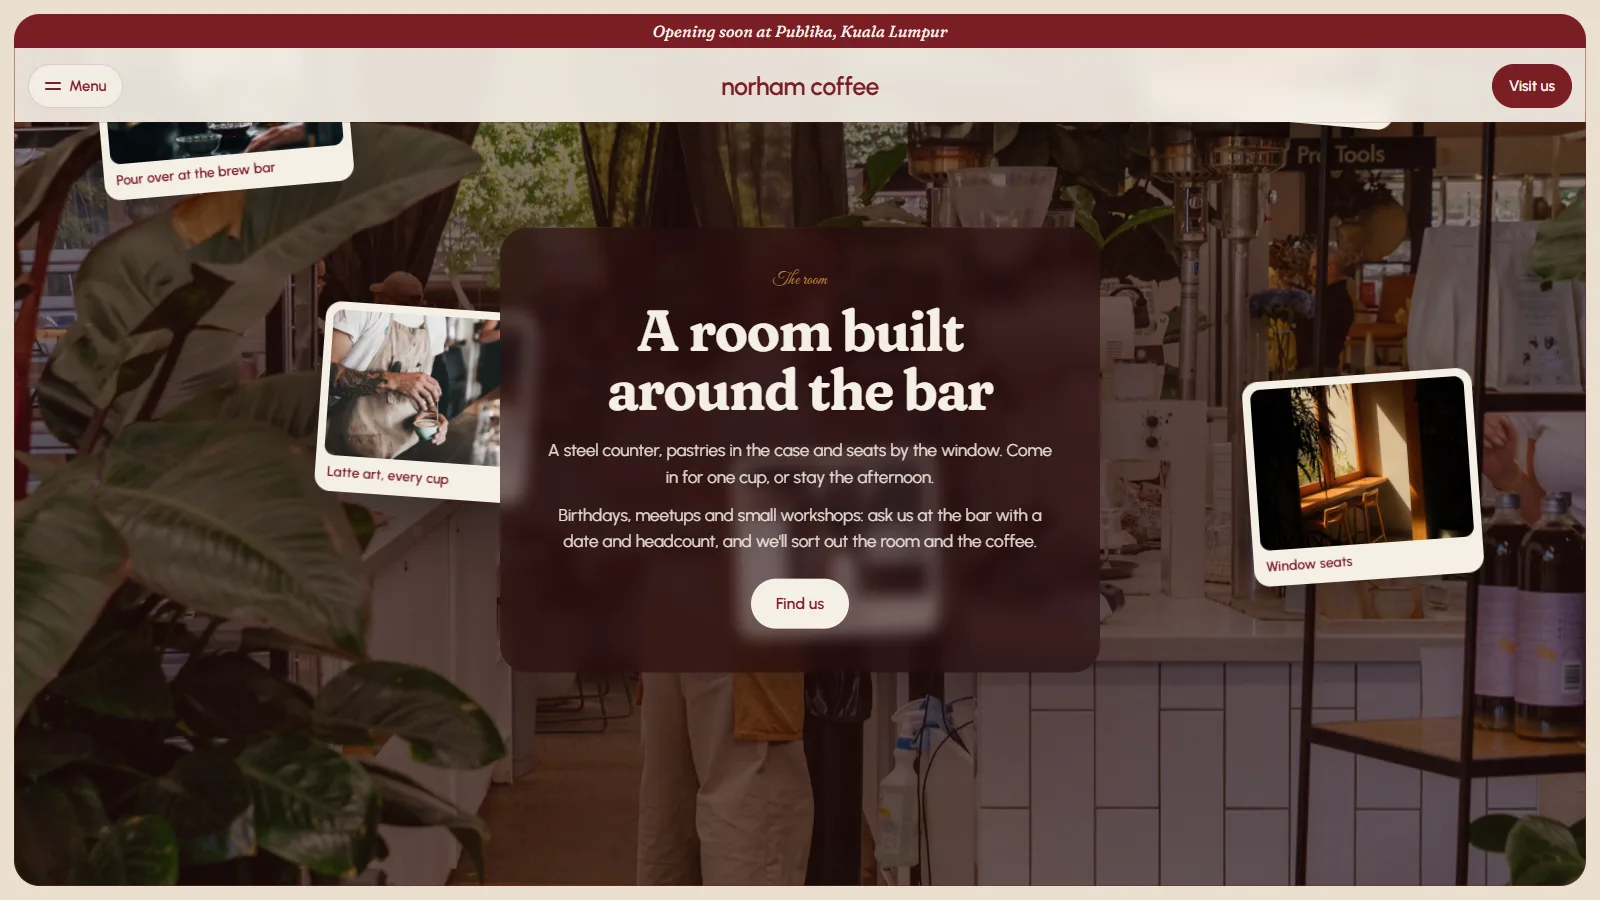 Opening soon at Publika, Kuala Lumpur
Menu
norham coffee
Visit us
Pour over at the brew bar
Tools
The room
A room built
around the bar
A steel counter, pastries in the case and seats by the window. Come
in for one cup, or stay the afternoon.
Birthdays, meetups and small workshops: ask us at the bar with a
date and headcount, and we'll sort out the room and the coffee.
Find us
Latte art, every cup
Window seats